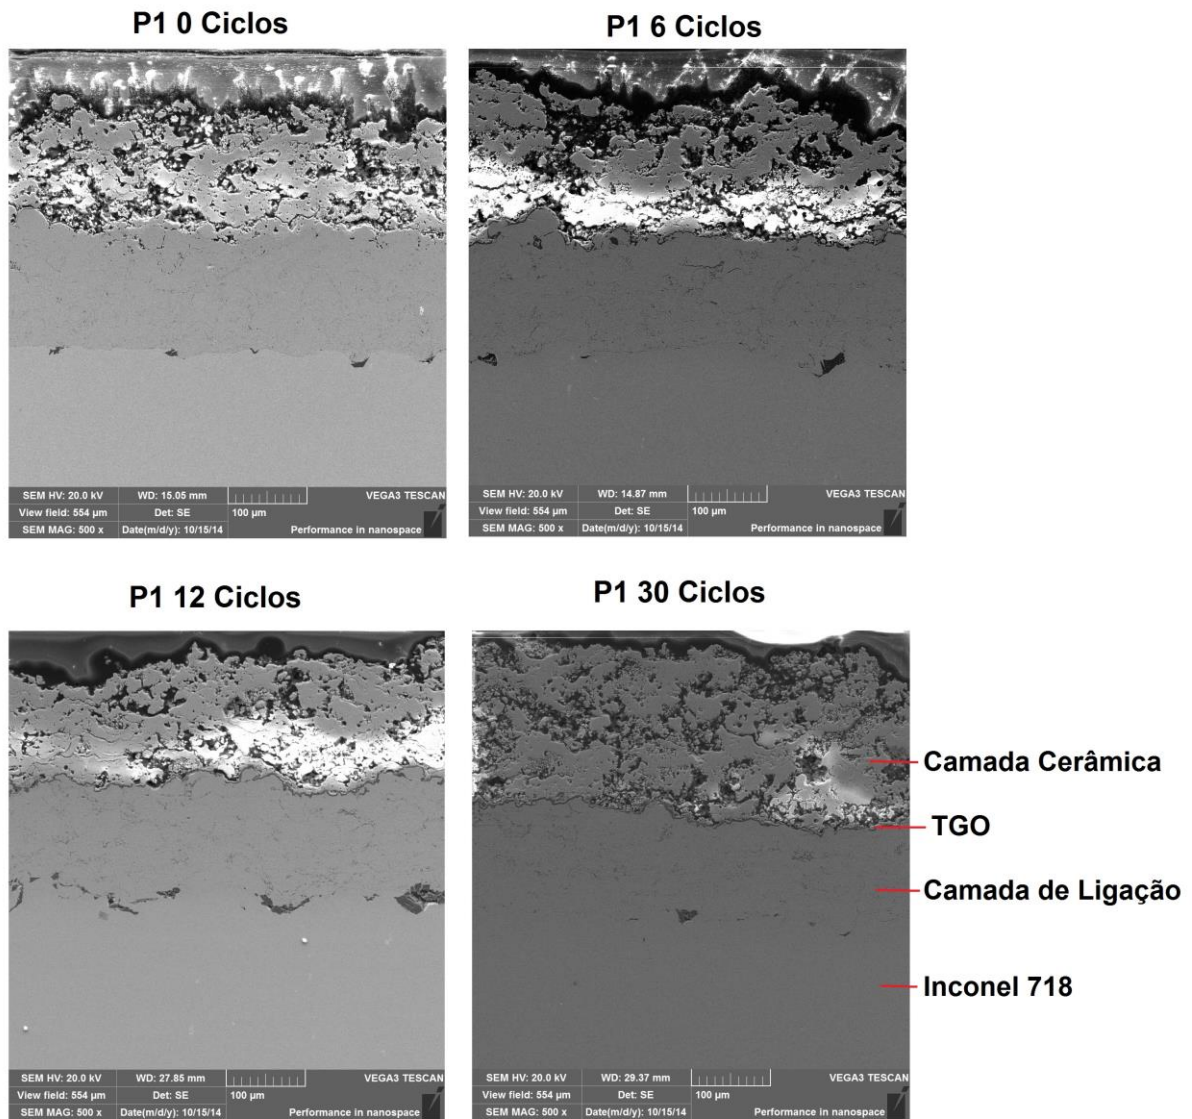 P1 0 Ciclos
P1 6 Ciclos
SEM HV: 20.0 kV WD: 15.05 mm VEGA3 TESCAN
View field: 554 µm Det: SE 100 µm
SEM MAG: 500 x Date(m/d/y): 10/15/14 Performance in nanospace
SEM HV: 20.0 kV WD: 14.87 mm VEGA3 TESCAN
View field: 554 µm Det: SE 100 µm
SEM MAG: 500 x Date(m/d/y): 10/15/14 Performance in nanospace
P1 12 Ciclos
P1 30 Ciclos
Camada Cerâmica
TGO
Camada de Ligação
Inconel 718
SEM HV: 20.0 kV WD: 27.85 mm VEGA3 TESCAN
View field: 554 µm Det: SE 100 µm
SEM MAG: 500 x Date(m/d/y): 10/15/14 Performance in nanospace
SEM HV: 20.0 kV WD: 29.37 mm VEGA3 TESCAN
View field: 554 µm Det: SE 100 µm
SEM MAG: 500 x Date(m/d/y): 10/15/14 Performance in nanospace